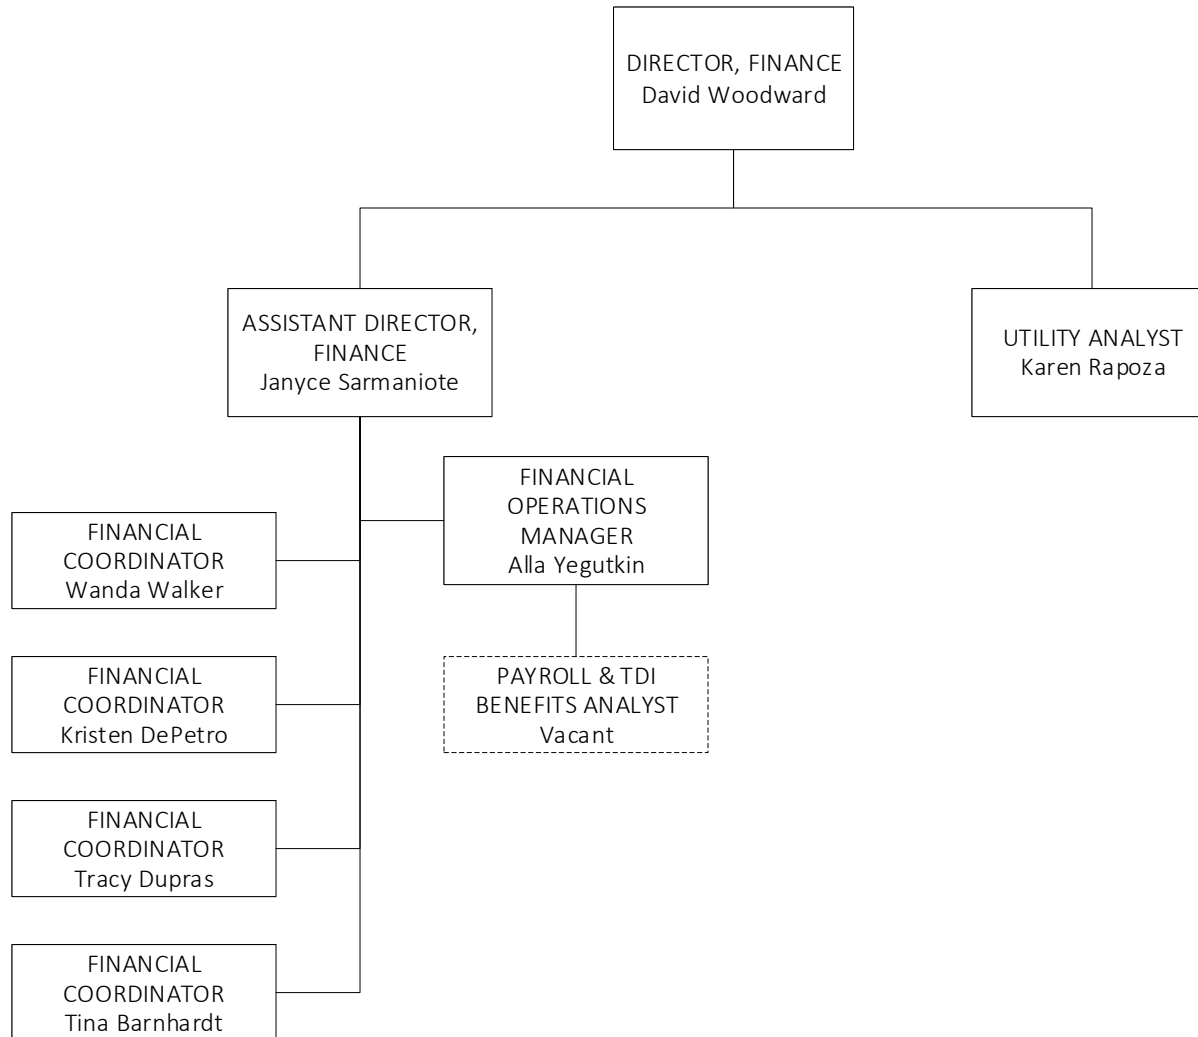 DIRECTOR, FINANCE
David Woodward
ASSISTANT DIRECTOR,
FINANCE
Janyce Sarmaniote
UTILITY ANALYST
Karen Rapoza
FINANCIAL
OPERATIONS
MANAGER
Alla Yegutkin
FINANCIAL
COORDINATOR
Wanda Walker
PAYROLL & TDI
BENEFITS ANALYST
Vacant
FINANCIAL
COORDINATOR
Kristen DePetro
FINANCIAL
COORDINATOR
Tracy Dupras
FINANCIAL
COORDINATOR
Tina Barnhardt